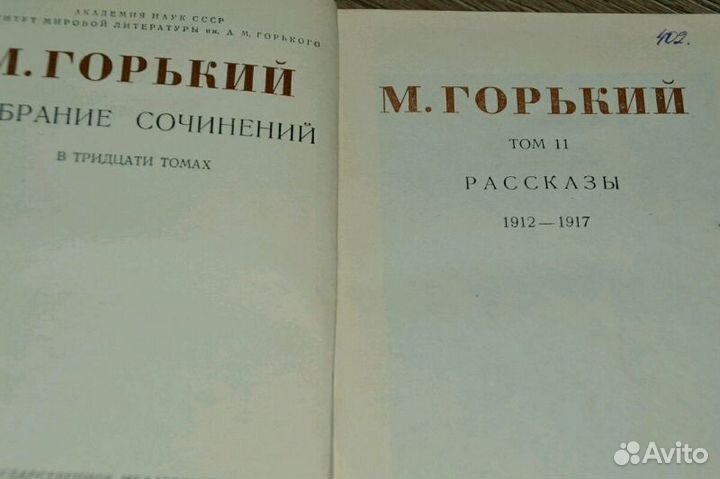 АКАДЕМИЯ НАУК СССР
МИРОВОЙ ЛИТЕРАТУРЫ им. А. М. ГОРЬКОГО
М. ГОРЬКИЙ
БРАНИЕ СОЧИНЕНИЙ
В ТРИДЦАТИ ТОМАХ
402.
М. ГОРЬКИЙ
ТОМ 11
РАССКАЗЫ
1912—1917
Avito